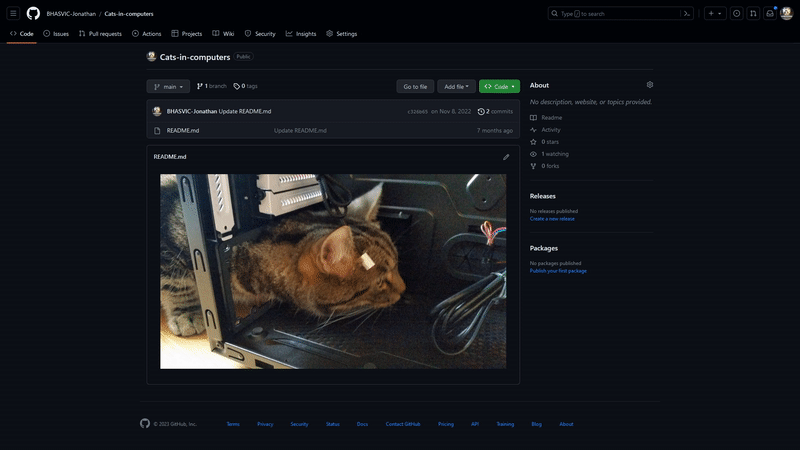 BHASVIC-Jonathan / Cats-in-computers
Type / to search
Code Issues Pull requests Actions Projects Wiki Security Insights Settings
Cats-in-computers Public
main 1 branch 0 tags Go to file Add file Code
BHASVIC-Jonathan Update README.md on Nov 8, 2022 2 commits
README.md Update README.md 7 months ago
README.md
About
No description, website, or topics provided.
Readme
Activity
0 stars
1 watching
0 forks
Releases
No releases published
Create a new release
Packages
No packages published
Publish your first package
© 2023 GitHub, Inc. Terms Privacy Security Status Docs Contact GitHub Pricing API Training Blog About